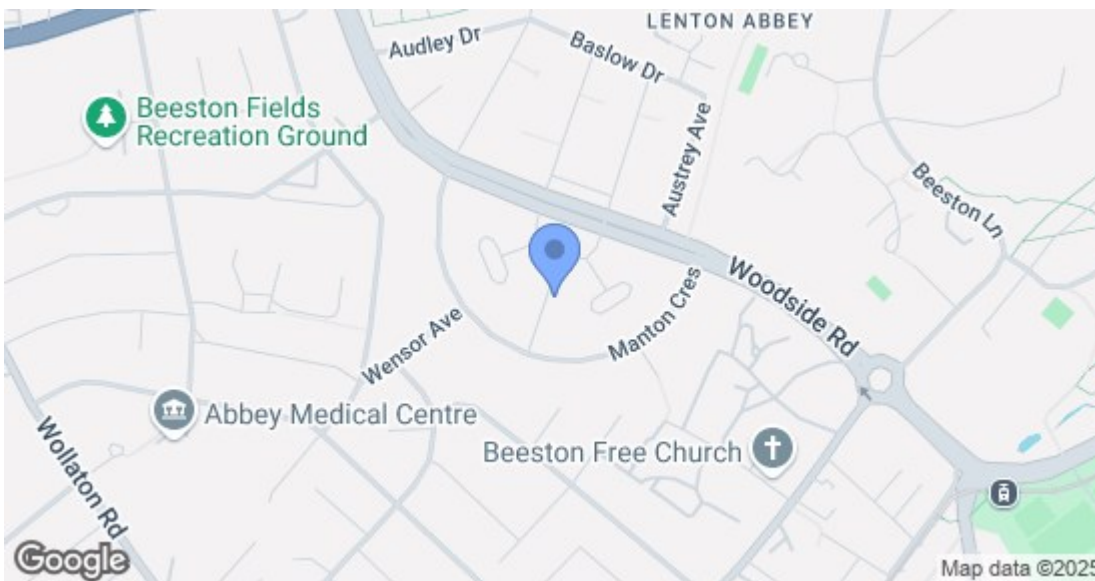 LENTON ABBEY
Audley Dr
Baslow Dr
Beeston Fields
Recreation Ground
Austrey Ave
Beeston Ln
Woodside Rd
Manton Cres
Wensor Ave
Abbey Medical Centre
Wollaton Rd
Beeston Free Church
Google
Map data ©2025